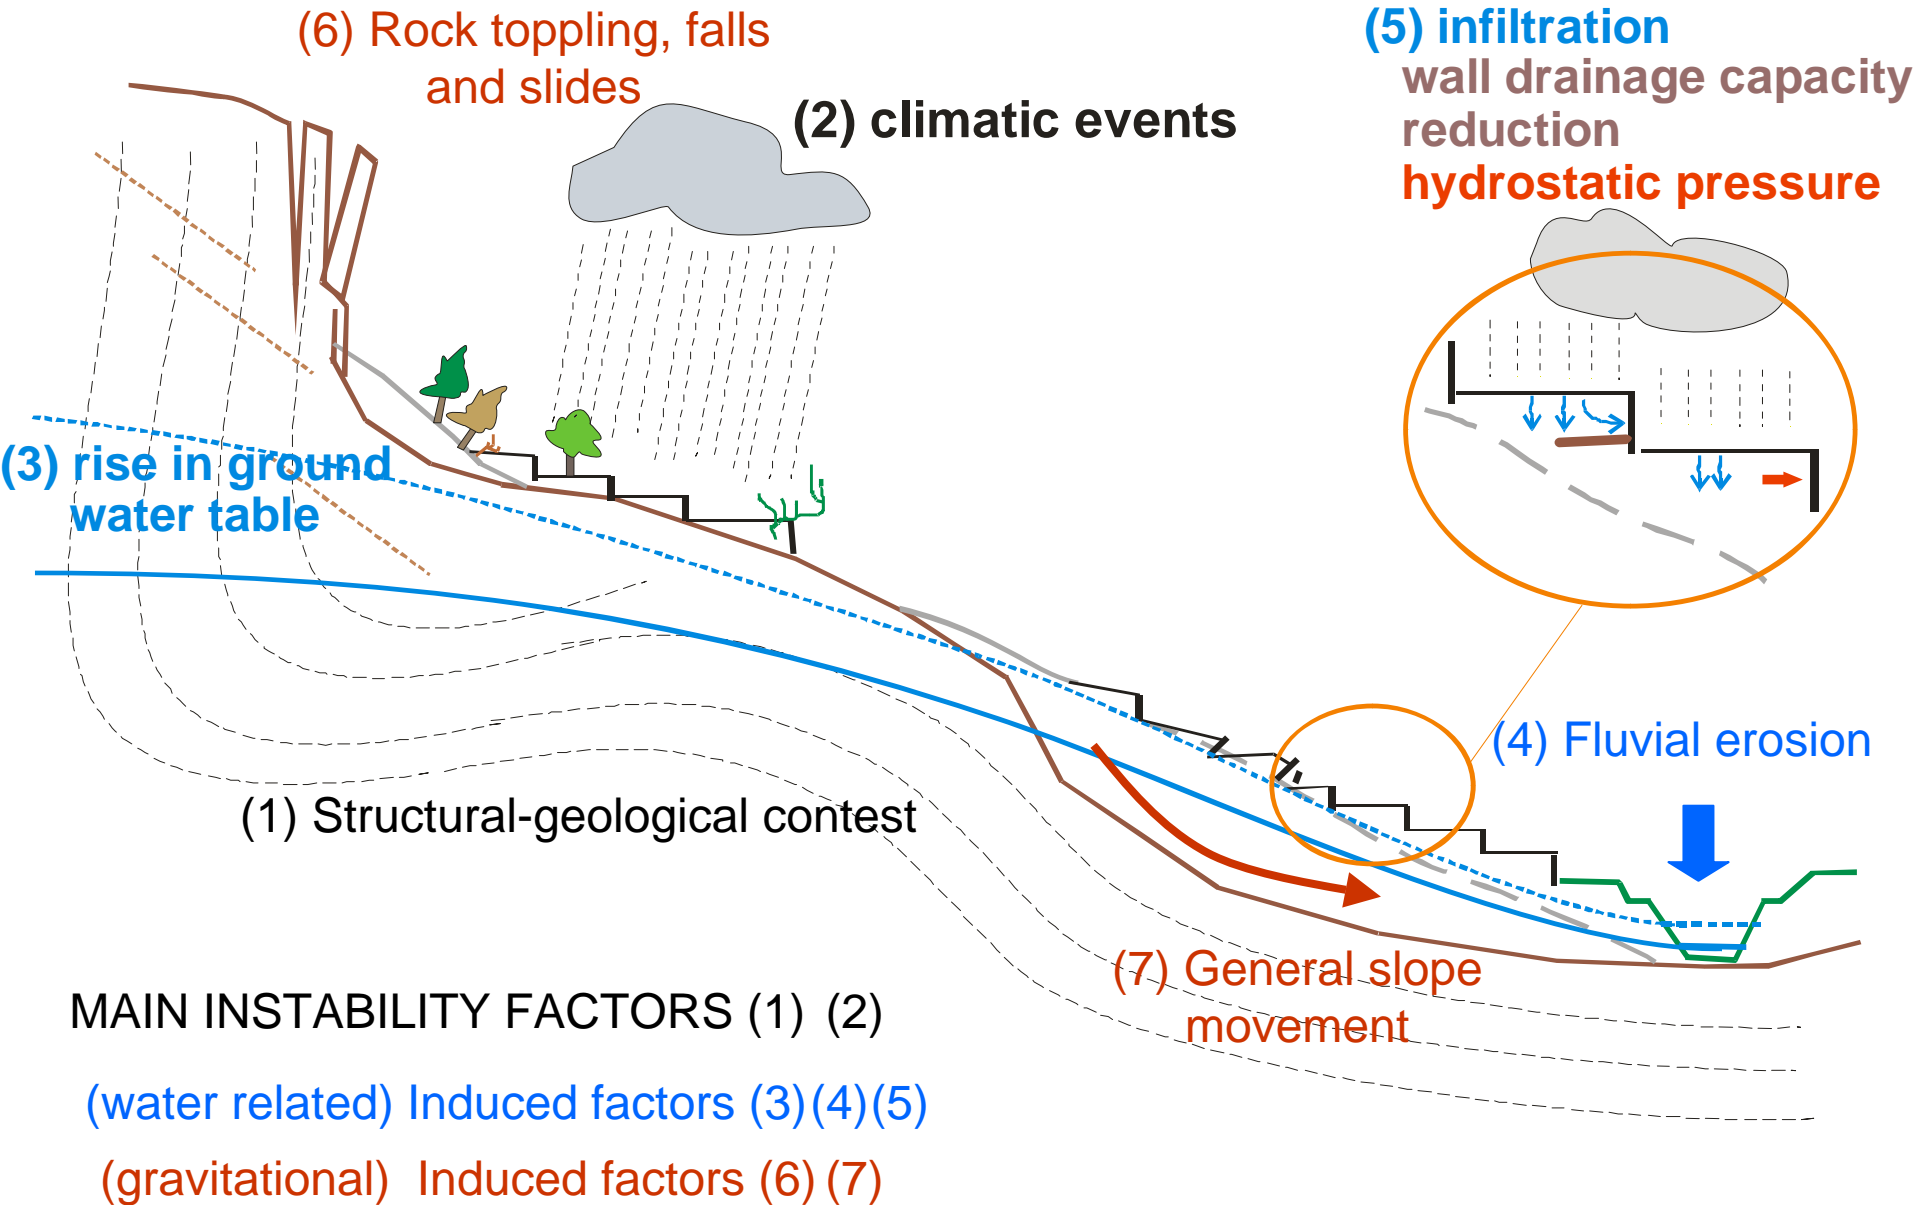 (6) Rock toppling, falls
and slides
(2) climatic events
(5) infiltration
wall drainage capacity
reduction
hydrostatic pressure
(3) rise in ground
water table
(4) Fluvial erosion
(1) Structural-geological contest
(7) General slope
movement
MAIN INSTABILITY FACTORS (1) (2)
(water related) Induced factors (3) (4) (5)
(gravitational) Induced factors (6) (7)